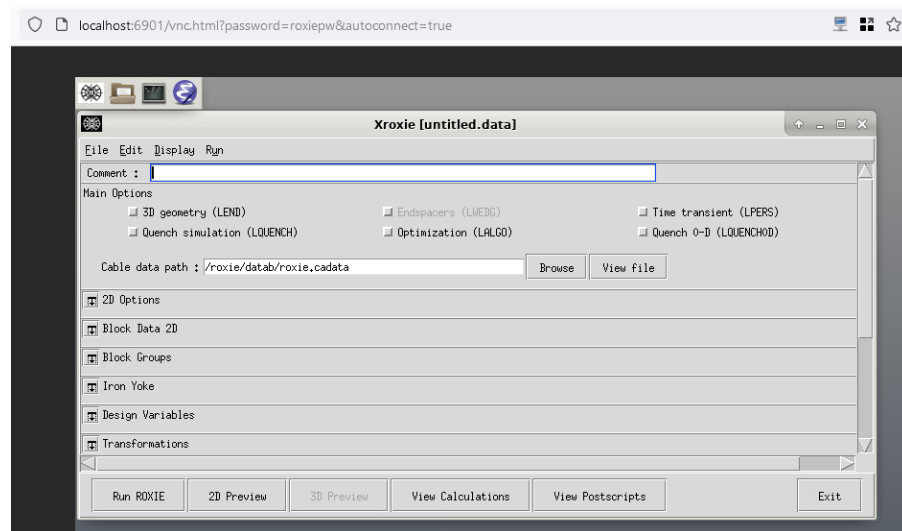 localhost:6901/vnc.html?password=roxiepw&autoconnect=true
Xroxie [untitled.data]
File Edit Display Run
Comment :
Main Options
3D geometry (LEND) Endspacers (LWEDG) Time transient (LPERS)
Quench simulation (LQUENCH) Optimization (LALGO) Quench 0-D (LQUENCH0D)
Cable data path : /roxie/datab/roxie.cadata Browse View file
2D Options
Block Data 2D
Block Groups
Iron Yoke
Design Variables
Transformations
Run ROXIE 2D Preview 3D Preview View Calculations View Postscripts Exit